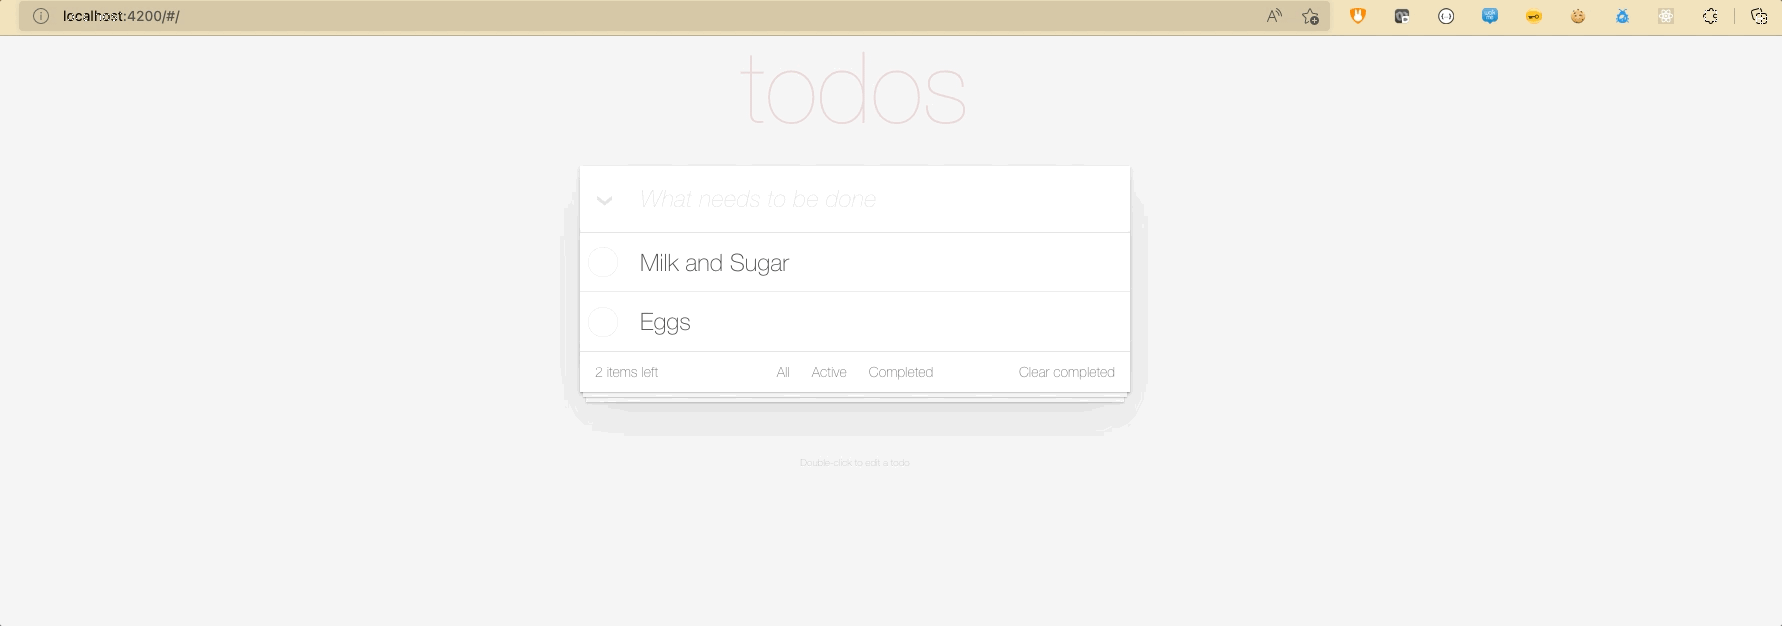 localhost:4200/#/
todos
What needs to be done
Milk and Sugar
Eggs
2 items left All Active Completed Clear completed
Double-click to edit a todo